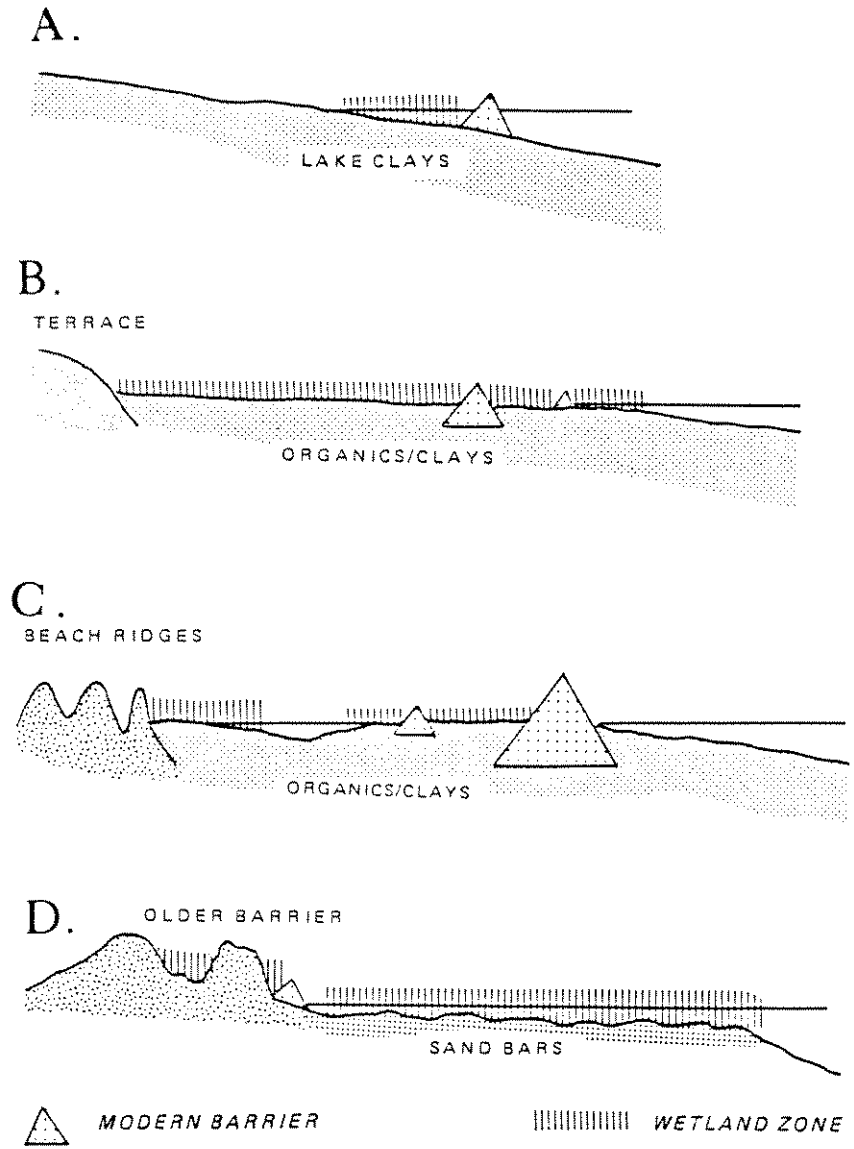 A.
LAKE CLAYS
B.
TERRACE
ORGANICS/CLAYS
C.
BEACH RIDGES
ORGANICS/CLAYS
D.
OLDER BARRIER
SAND BARS
MODERN BARRIER
WETLAND ZONE